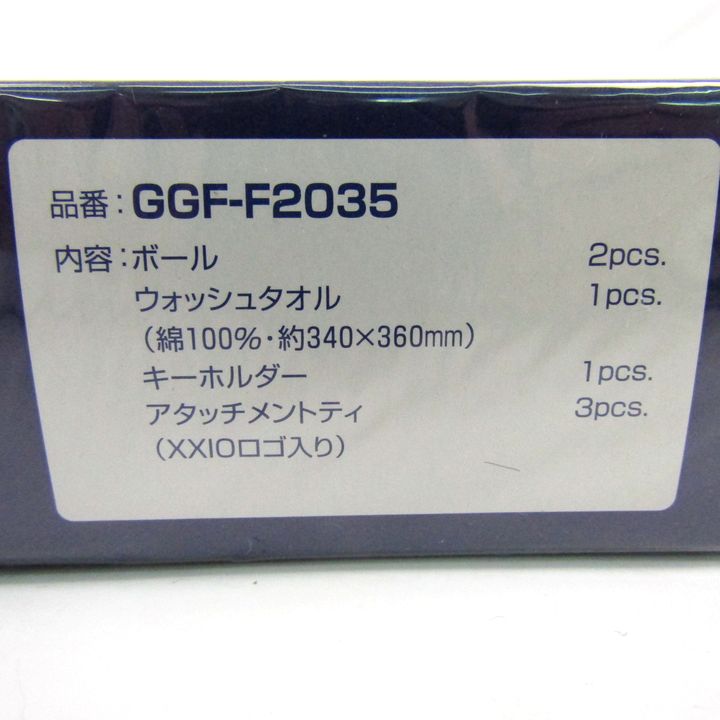 品番：GGF-F2035
内容：ボール 2pcs.
ウォッシュタオル 1pcs.
（綿100%・約340×360mm）
キーホルダー 1pcs.
アタッチメントティ 3pcs.
（XXIOロゴ入り）